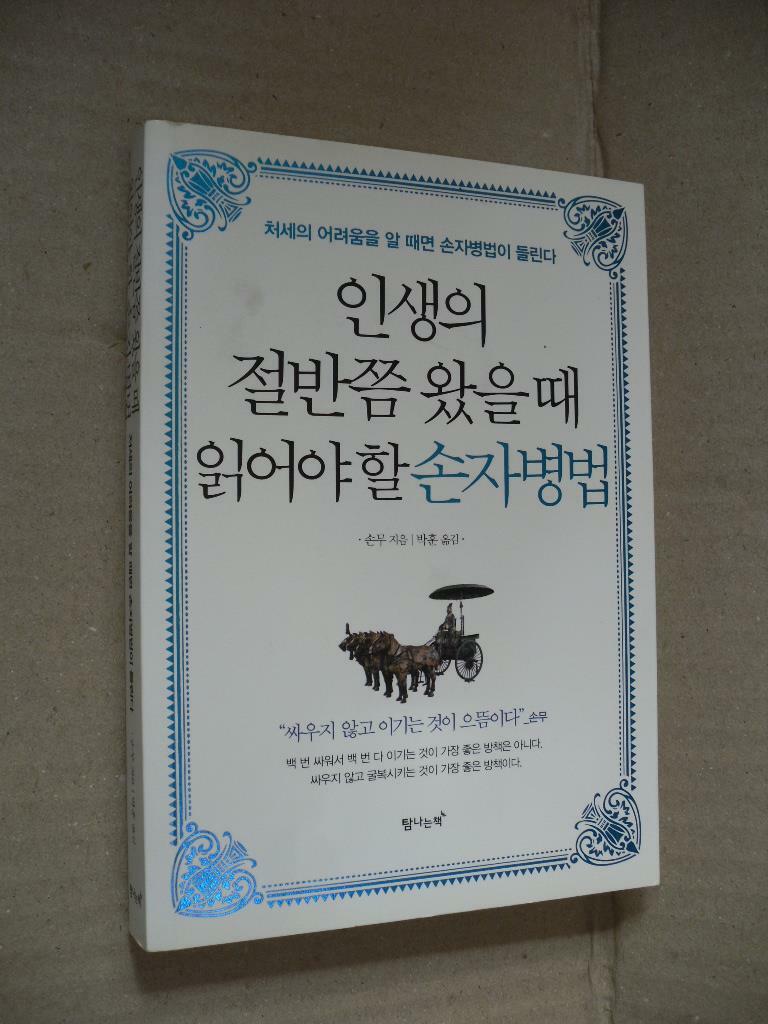 처세의 어려움을 알 때면 손자병법이 들린다
인생의
절반쯤 왔을 때
읽어야 할 손자병법
· 손무 지음 | 박훈 옮김 ·
“싸우지 않고 이기는 것이 으뜸이다”_손무
백 번 싸워서 백 번 다 이기는 것이 가장 좋은 방책은 아니다.
싸우지 않고 굴복시키는 것이 가장 좋은 방책이다.
탐나는책